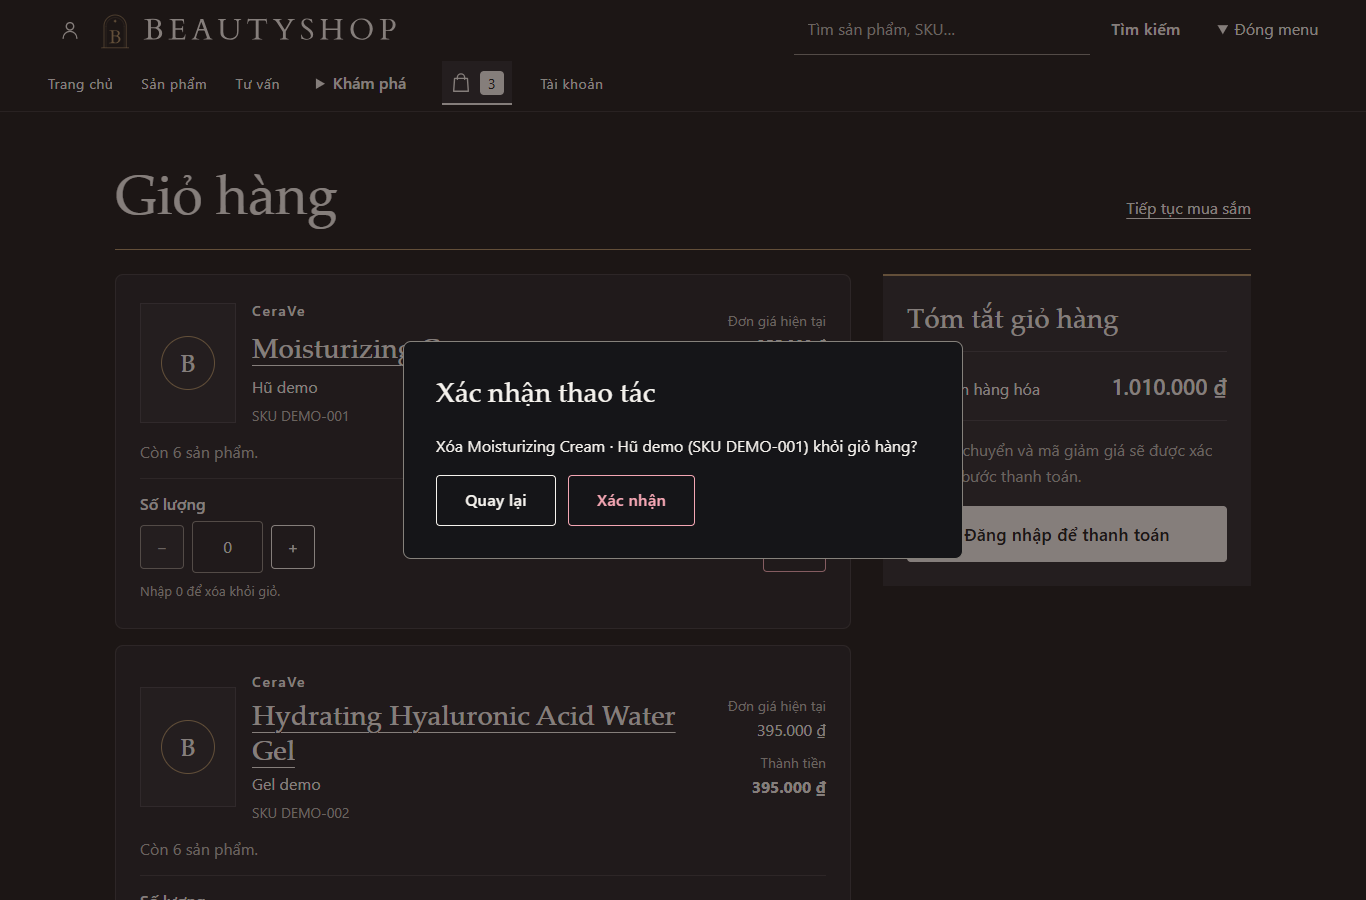 B BEAUTYSHOP
Tìm sản phẩm, SKU...
Tìm kiếm
▼ Đóng menu
Trang chủ
Sản phẩm
Tư vấn
▶ Khám phá
3
Tài khoản
Giỏ hàng
Tiếp tục mua sắm
B
CeraVe
Moisturizing
Hũ demo
SKU DEMO-001
Còn 6 sản phẩm.
Đơn giá hiện tại
Số lượng
− 0 +
Nhập 0 để xóa khỏi giỏ.
Xác nhận thao tác
Xóa Moisturizing Cream · Hũ demo (SKU DEMO-001) khỏi giỏ hàng?
Quay lại
Xác nhận
Tóm tắt giỏ hàng
hàng hóa
1.010.000 ₫
chuyển và mã giảm giá sẽ được xác
bước thanh toán.
Đăng nhập để thanh toán
B
CeraVe
Hydrating Hyaluronic Acid Water
Gel
Gel demo
SKU DEMO-002
Còn 6 sản phẩm.
Đơn giá hiện tại
395.000 ₫
Thành tiền
395.000 ₫
Số lượng